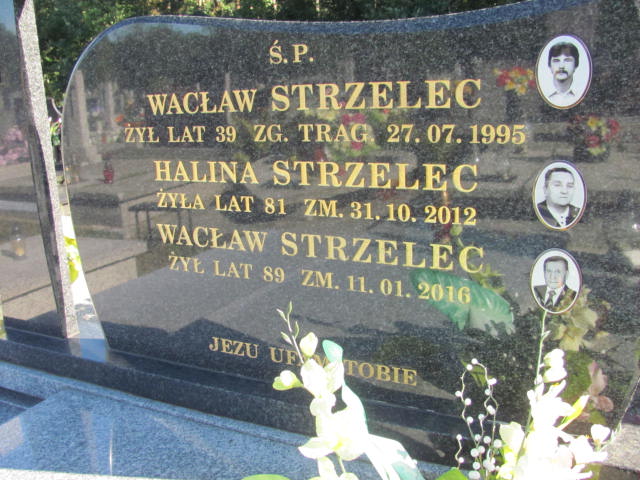 Ś.P.
WACŁAW STRZELEC
ŻYŁ LAT 39 ZG. TRAG. 27.07.1995
HALINA STRZELEC
ŻYŁA LAT 81 ZM. 31.10.2012
WACŁAW STRZELEC
ŻYŁ LAT 89 ZM. 11.01.2016
JEZU UFAM TOBIE